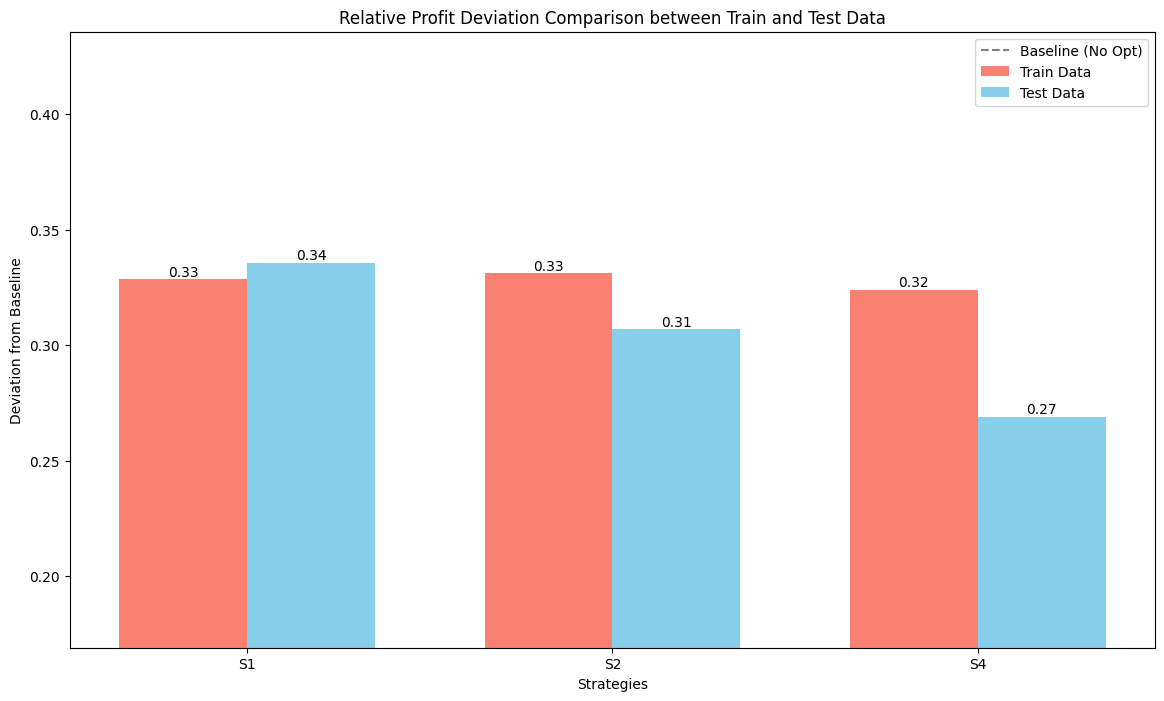 Relative Profit Deviation Comparison between Train and Test Data
Baseline (No Opt)
Train Data
Test Data
Deviation from Baseline
0.40
0.35
0.30
0.25
0.20
0.33
0.34
0.33
0.31
0.32
0.27
S1
S2
S4
Strategies